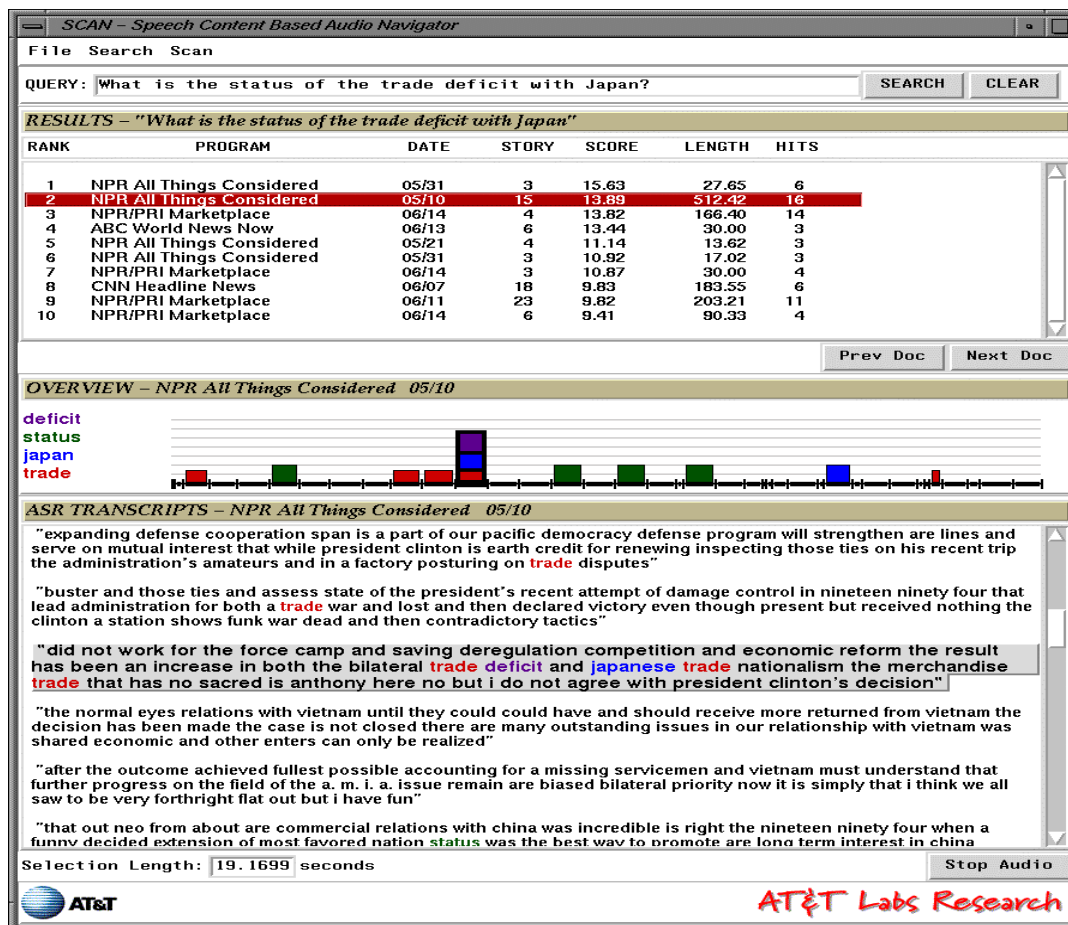 SCAN – Speech Content Based Audio Navigator
File Search Scan
QUERY: What is the status of the trade deficit with Japan? SEARCH CLEAR
RESULTS – "What is the status of the trade deficit with Japan"
RANK PROGRAM DATE STORY SCORE LENGTH HITS
1 NPR All Things Considered 05/31 3 15.63 27.65 6
2 NPR All Things Considered 05/10 15 13.89 512.42 16
3 NPR/PRI Marketplace 06/14 4 13.82 166.40 14
4 ABC World News Now 06/13 6 13.44 30.00 3
5 NPR All Things Considered 05/21 4 11.14 13.62 3
6 NPR All Things Considered 05/31 3 10.92 17.02 3
7 NPR/PRI Marketplace 06/14 3 10.87 30.00 4
8 CNN Headline News 06/07 18 9.83 183.55 6
9 NPR/PRI Marketplace 06/11 23 9.82 203.21 11
10 NPR/PRI Marketplace 06/14 6 9.41 90.33 4
Prev Doc Next Doc
OVERVIEW – NPR All Things Considered 05/10
deficit
status
japan
trade
ASR TRANSCRIPTS – NPR All Things Considered 05/10
"expanding defense cooperation span is a part of our pacific democracy defense program will strengthen are lines and
serve on mutual interest that while president clinton is earth credit for renewing inspecting those ties on his recent trip
the administration's amateurs and in a factory posturing on trade disputes"
"buster and those ties and assess state of the president's recent attempt of damage control in nineteen ninety four that
lead administration for both a trade war and lost and then declared victory even though present but received nothing the
clinton a station shows funk war dead and then contradictory tactics"
"did not work for the force camp and saving deregulation competition and economic reform the result
has been an increase in both the bilateral trade deficit and japanese trade nationalism the merchandise
trade that has no sacred is anthony here no but i do not agree with president clinton's decision"
"the normal eyes relations with vietnam until they could could have and should receive more returned from vietnam the
decision has been made the case is not closed there are many outstanding issues in our relationship with vietnam was
shared economic and other enters can only be realized"
"after the outcome achieved fullest possible accounting for a missing servicemen and vietnam must understand that
further progress on the field of the a. m. i. a. issue remain are biased bilateral priority now it is simply that i think we all
saw to be very forthright flat out but i have fun"
"that out neo from about are commercial relations with china was incredible is right the nineteen ninety four when a
funny decided extension of most favored nation status was the best way to promote are long term interest in china
Selection Length: 19.1699 seconds Stop Audio
AT&T AT&T Labs Research